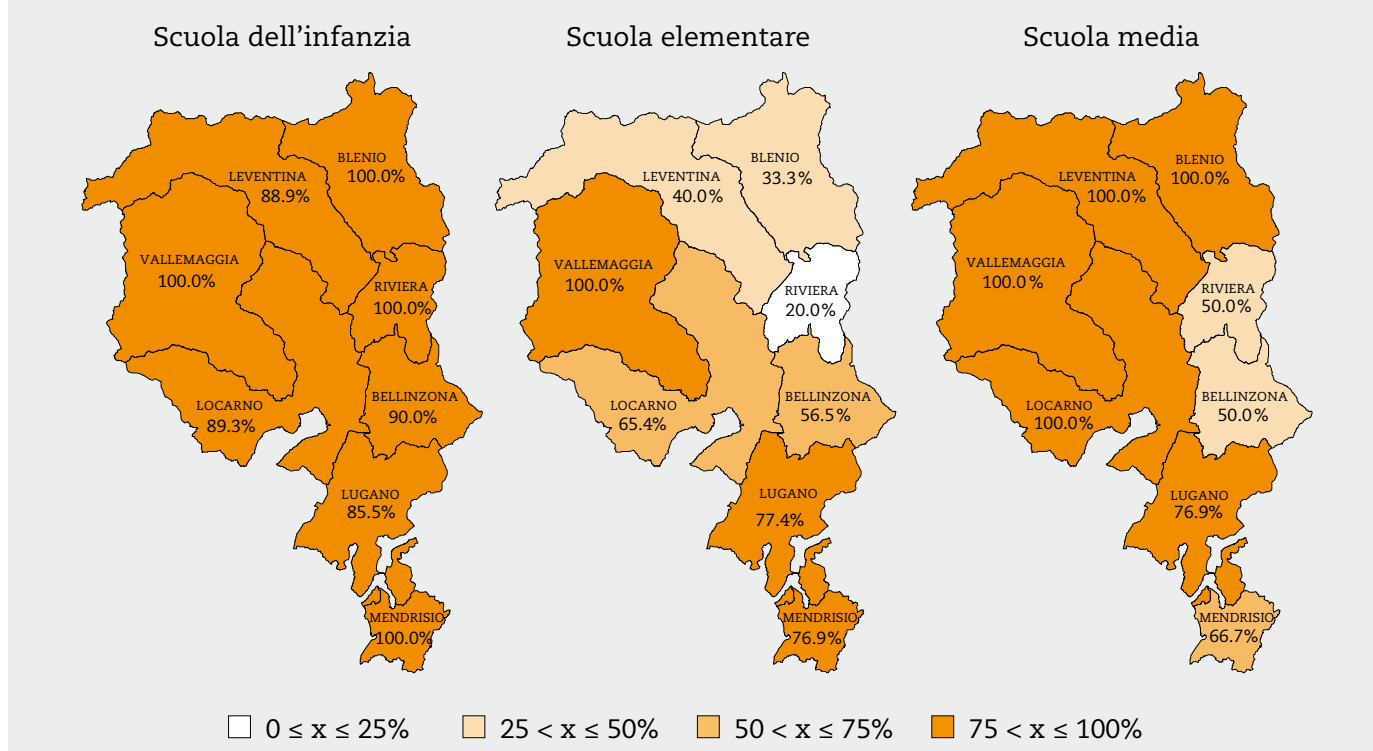 Scuola dell’infanzia
BLENIO
100.0%
LEVENTINA
88.9%
VALLEMAGGIA
100.0%
RIVIERA
100.0%
LOCARNO
89.3%
BELLINZONA
90.0%
LUGANO
85.5%
MENDRISIO
100.0%
Scuola elementare
BLENIO
33.3%
LEVENTINA
40.0%
VALLEMAGGIA
100.0%
RIVIERA
20.0%
LOCARNO
65.4%
BELLINZONA
56.5%
LUGANO
77.4%
MENDRISIO
76.9%
Scuola media
BLENIO
100.0%
LEVENTINA
100.0%
VALLEMAGGIA
100.0 %
RIVIERA
50.0%
LOCARNO
100.0%
BELLINZONA
50.0%
LUGANO
76.9%
MENDRISIO
66.7%
0 ≤ x ≤ 25%
25 < x ≤ 50%
50 < x ≤ 75%
75 < x ≤ 100%